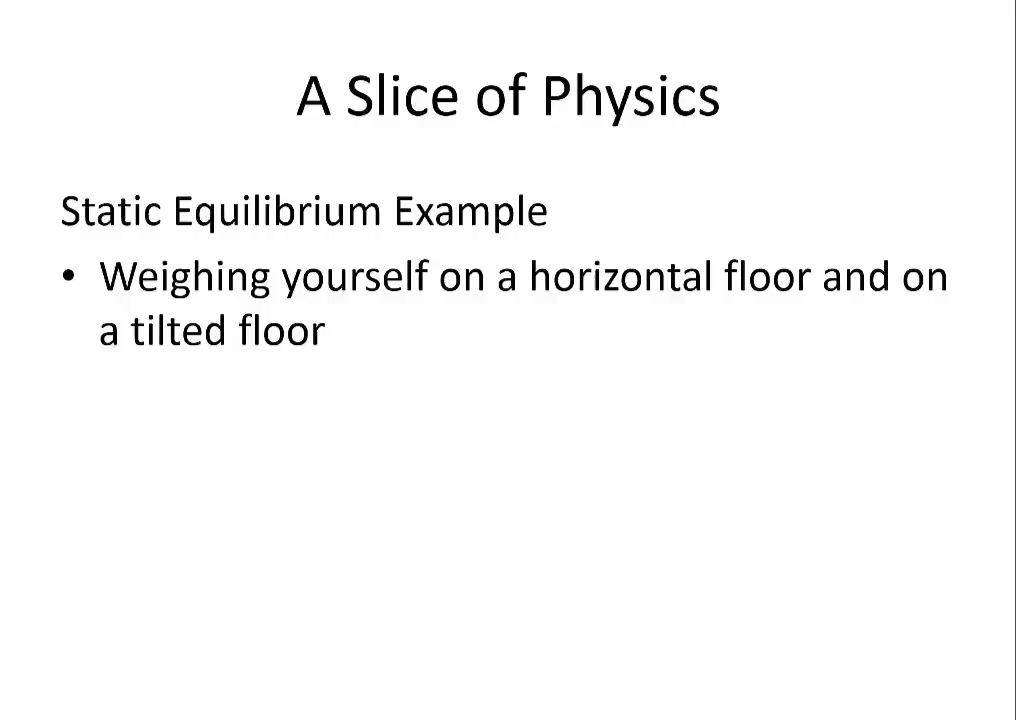 A Slice of Physics
Static Equilibrium Example
• Weighing yourself on a horizontal floor and on
a tilted floor